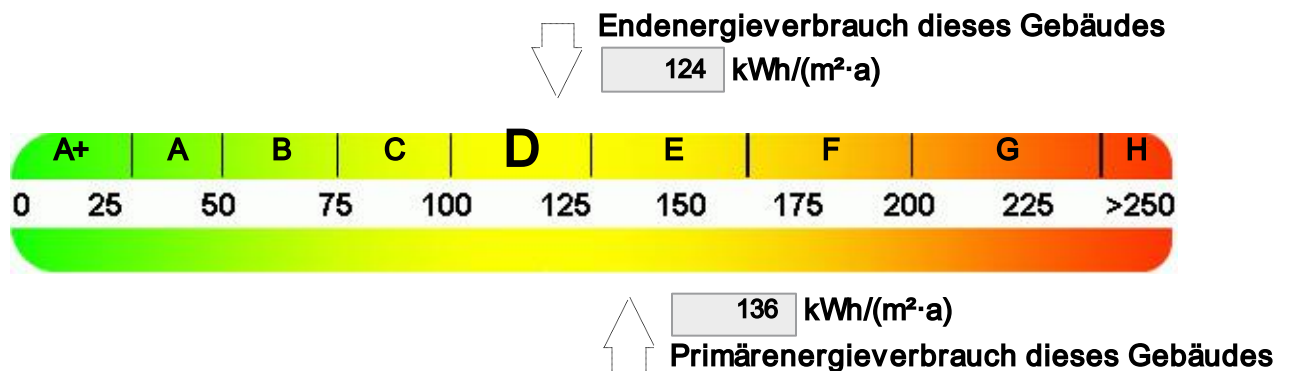 Endenergieverbrauch dieses Gebäudes
124 kWh/(m²·a)
A+ A B C D E F G H
0 25 50 75 100 125 150 175 200 225 >250
136 kWh/(m²·a)
Primärenergieverbrauch dieses Gebäudes